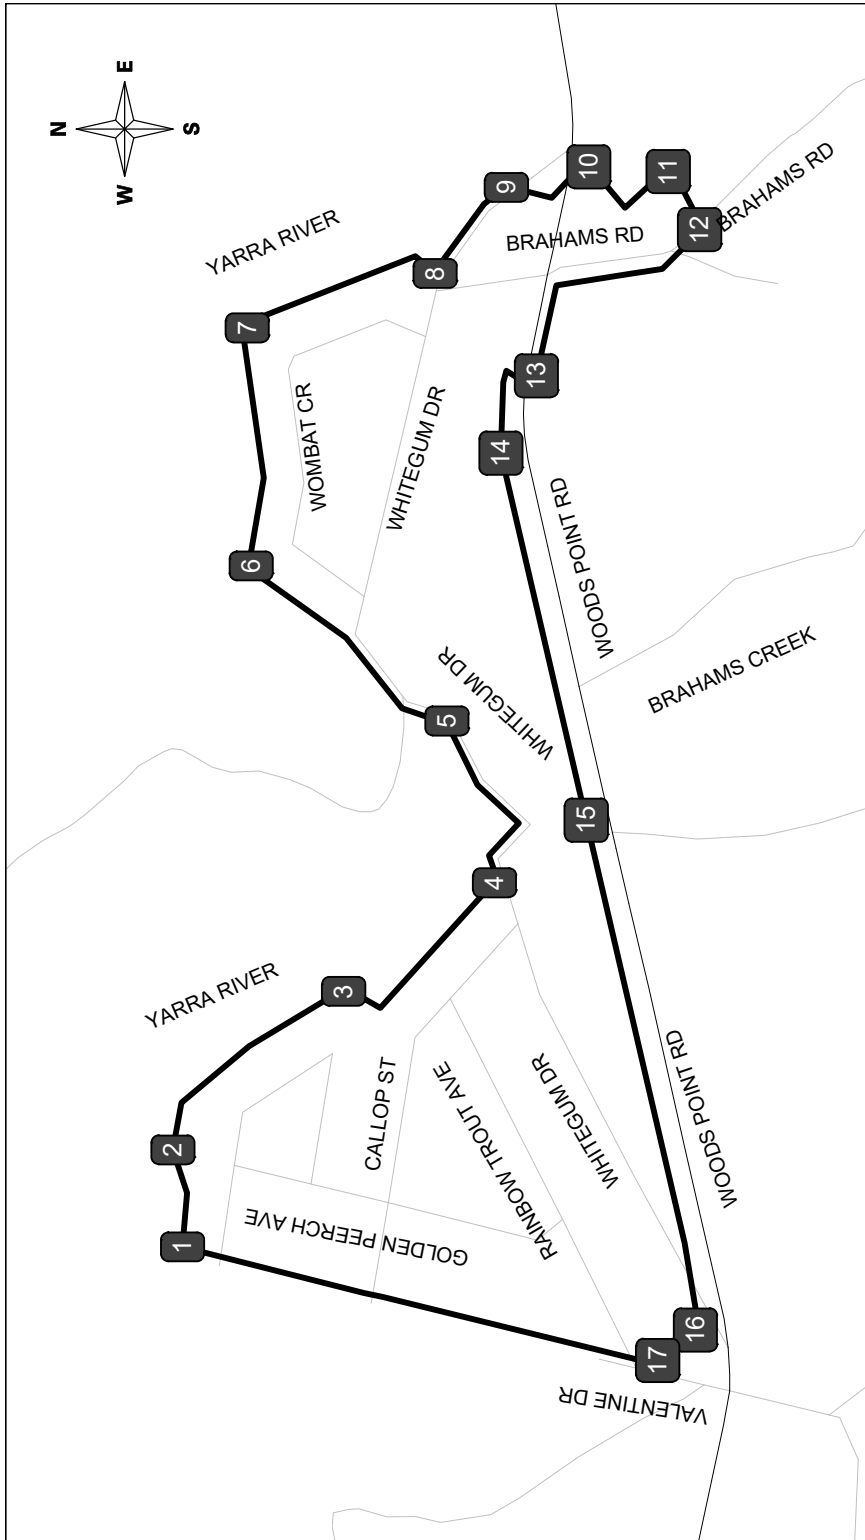 N
E
S
W
YARRA RIVER
7
8
9
10
11
12
BRAHAMS RD
BRAHAMS RD
WOMBAT CR
WHITEGUM DR
6
5
13
14
WOODS POINT RD
WHITEGUM DR
BRAHAMS CREEK
15
4
3
YARRA RIVER
2
1
CALLOP ST
RAINBOW TROUT AVE
WHITEGUM DR
WOODS POINT RD
GOLDEN PEERCH AVE
16
17
VALENTINE DR